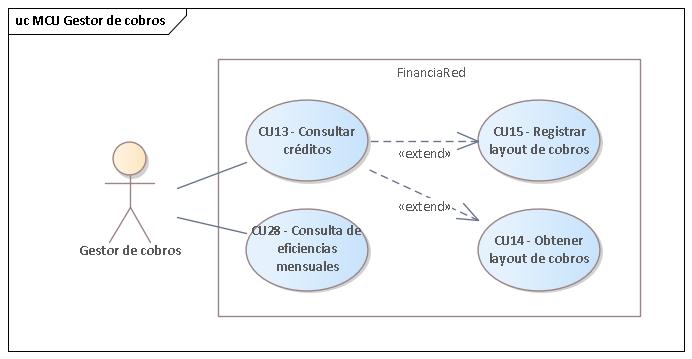 uc MCU Gestor de cobros
FinanciaRed
CU13 - Consultar
créditos
«extend»
CU15 - Registrar
layout de cobros
«extend»
Gestor de cobros
CU28 - Consulta de
eficiencias
mensuales
CU14 - Obtener
layout de cobros